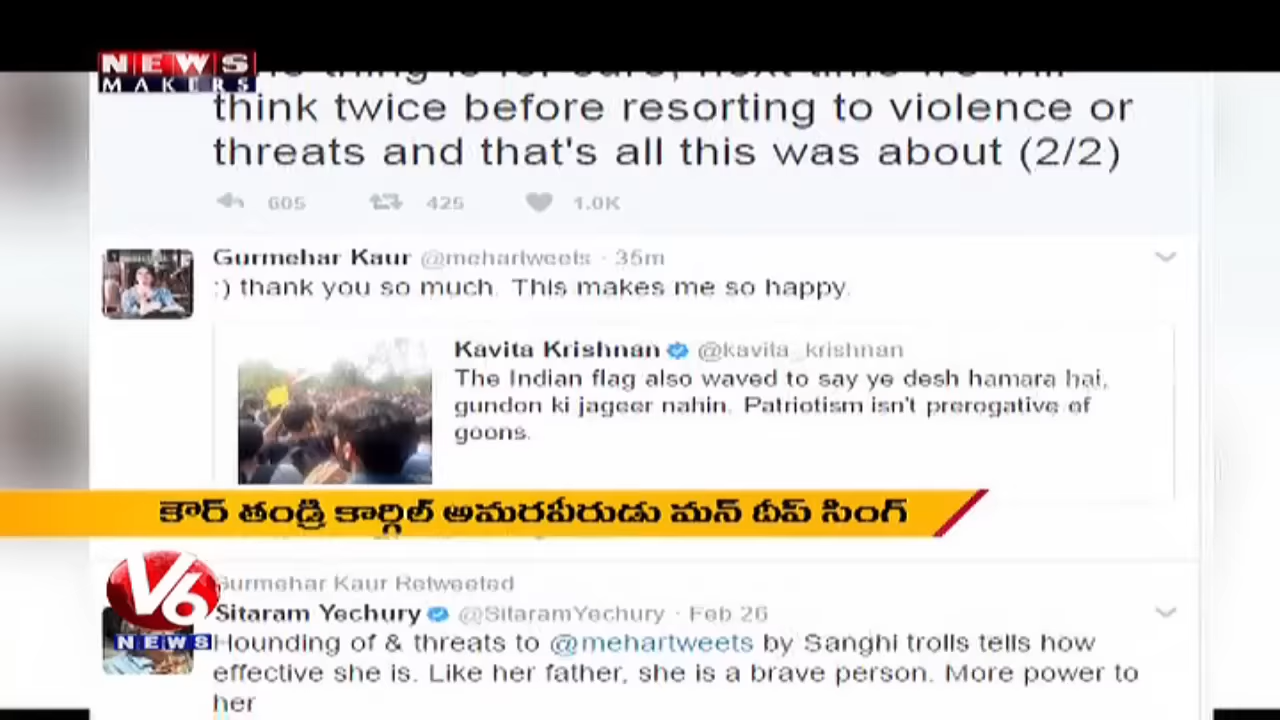 NEWS
MAKERS
think twice before resorting to violence or
threats and that's all this was about (2/2)
605 425 1.0K
Gurmehar Kaur @mehartweets · 35m
:) thank you so much. This makes me so happy.
Kavita Krishnan @kavita_krishnan
The Indian flag also waved to say ye desh hamara hai,
gundon ki jageer nahin. Patriotism isn't prerogative of
goons.
కౌర్ తండ్రి కార్గిల్ అమరవీరుడు మన్ దీప్ సింగ్
Gurmehar Kaur Retweeted
V6
NEWS
Sitaram Yechury @SitaramYechury · Feb 26
Hounding of & threats to @mehartweets by Sanghi trolls tells how
effective she is. Like her father, she is a brave person. More power to
her